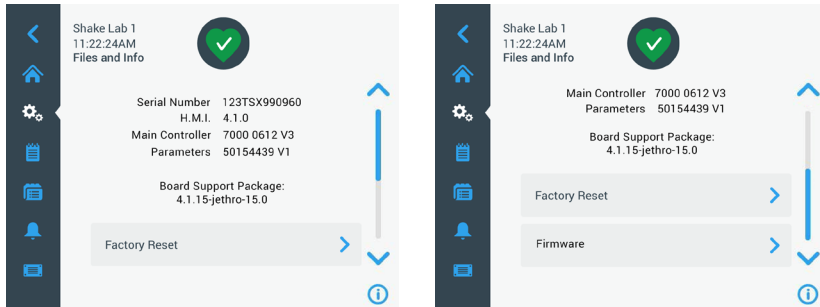 Shake Lab 1
11:22:24AM
Files and Info
Serial Number 123TSX990960
H.M.I. 4.1.0
Main Controller 7000 0612 V3
Parameters 50154439 V1
Board Support Package:
4.1.15-jethro-15.0
Factory Reset
Shake Lab 1
11:22:24AM
Files and Info
Main Controller 7000 0612 V3
Parameters 50154439 V1
Board Support Package:
4.1.15-jethro-15.0
Factory Reset
Firmware